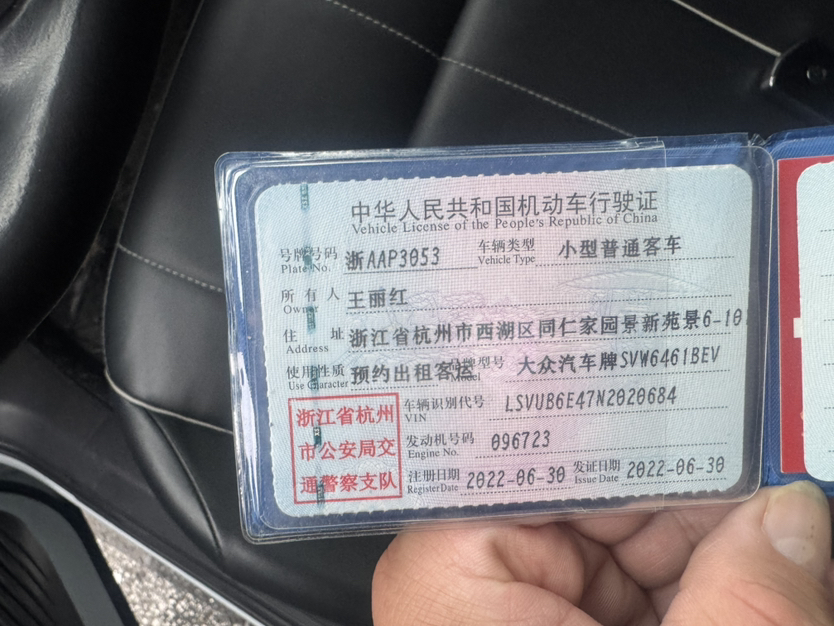 中华人民共和国机动车行驶证
Vehicle License of the People's Republic of China
号牌号码 浙AAP3053 车辆类型 小型普通客车
Plate No. Vehicle Type
所有人 王丽红
Owner
住址 浙江省杭州市西湖区同仁家园景新苑景6-10
Address
使用性质 预约出租客运 品牌型号 大众汽车牌SVW6461BEV
Use Character Model
浙江省杭州
市公安局交
通警察支队
车辆识别代号 LSVUB6E47N2020684
VIN
发动机号码 096723
Engine No.
注册日期 2022-06-30 发证日期 2022-06-30
Register Date Issue Date